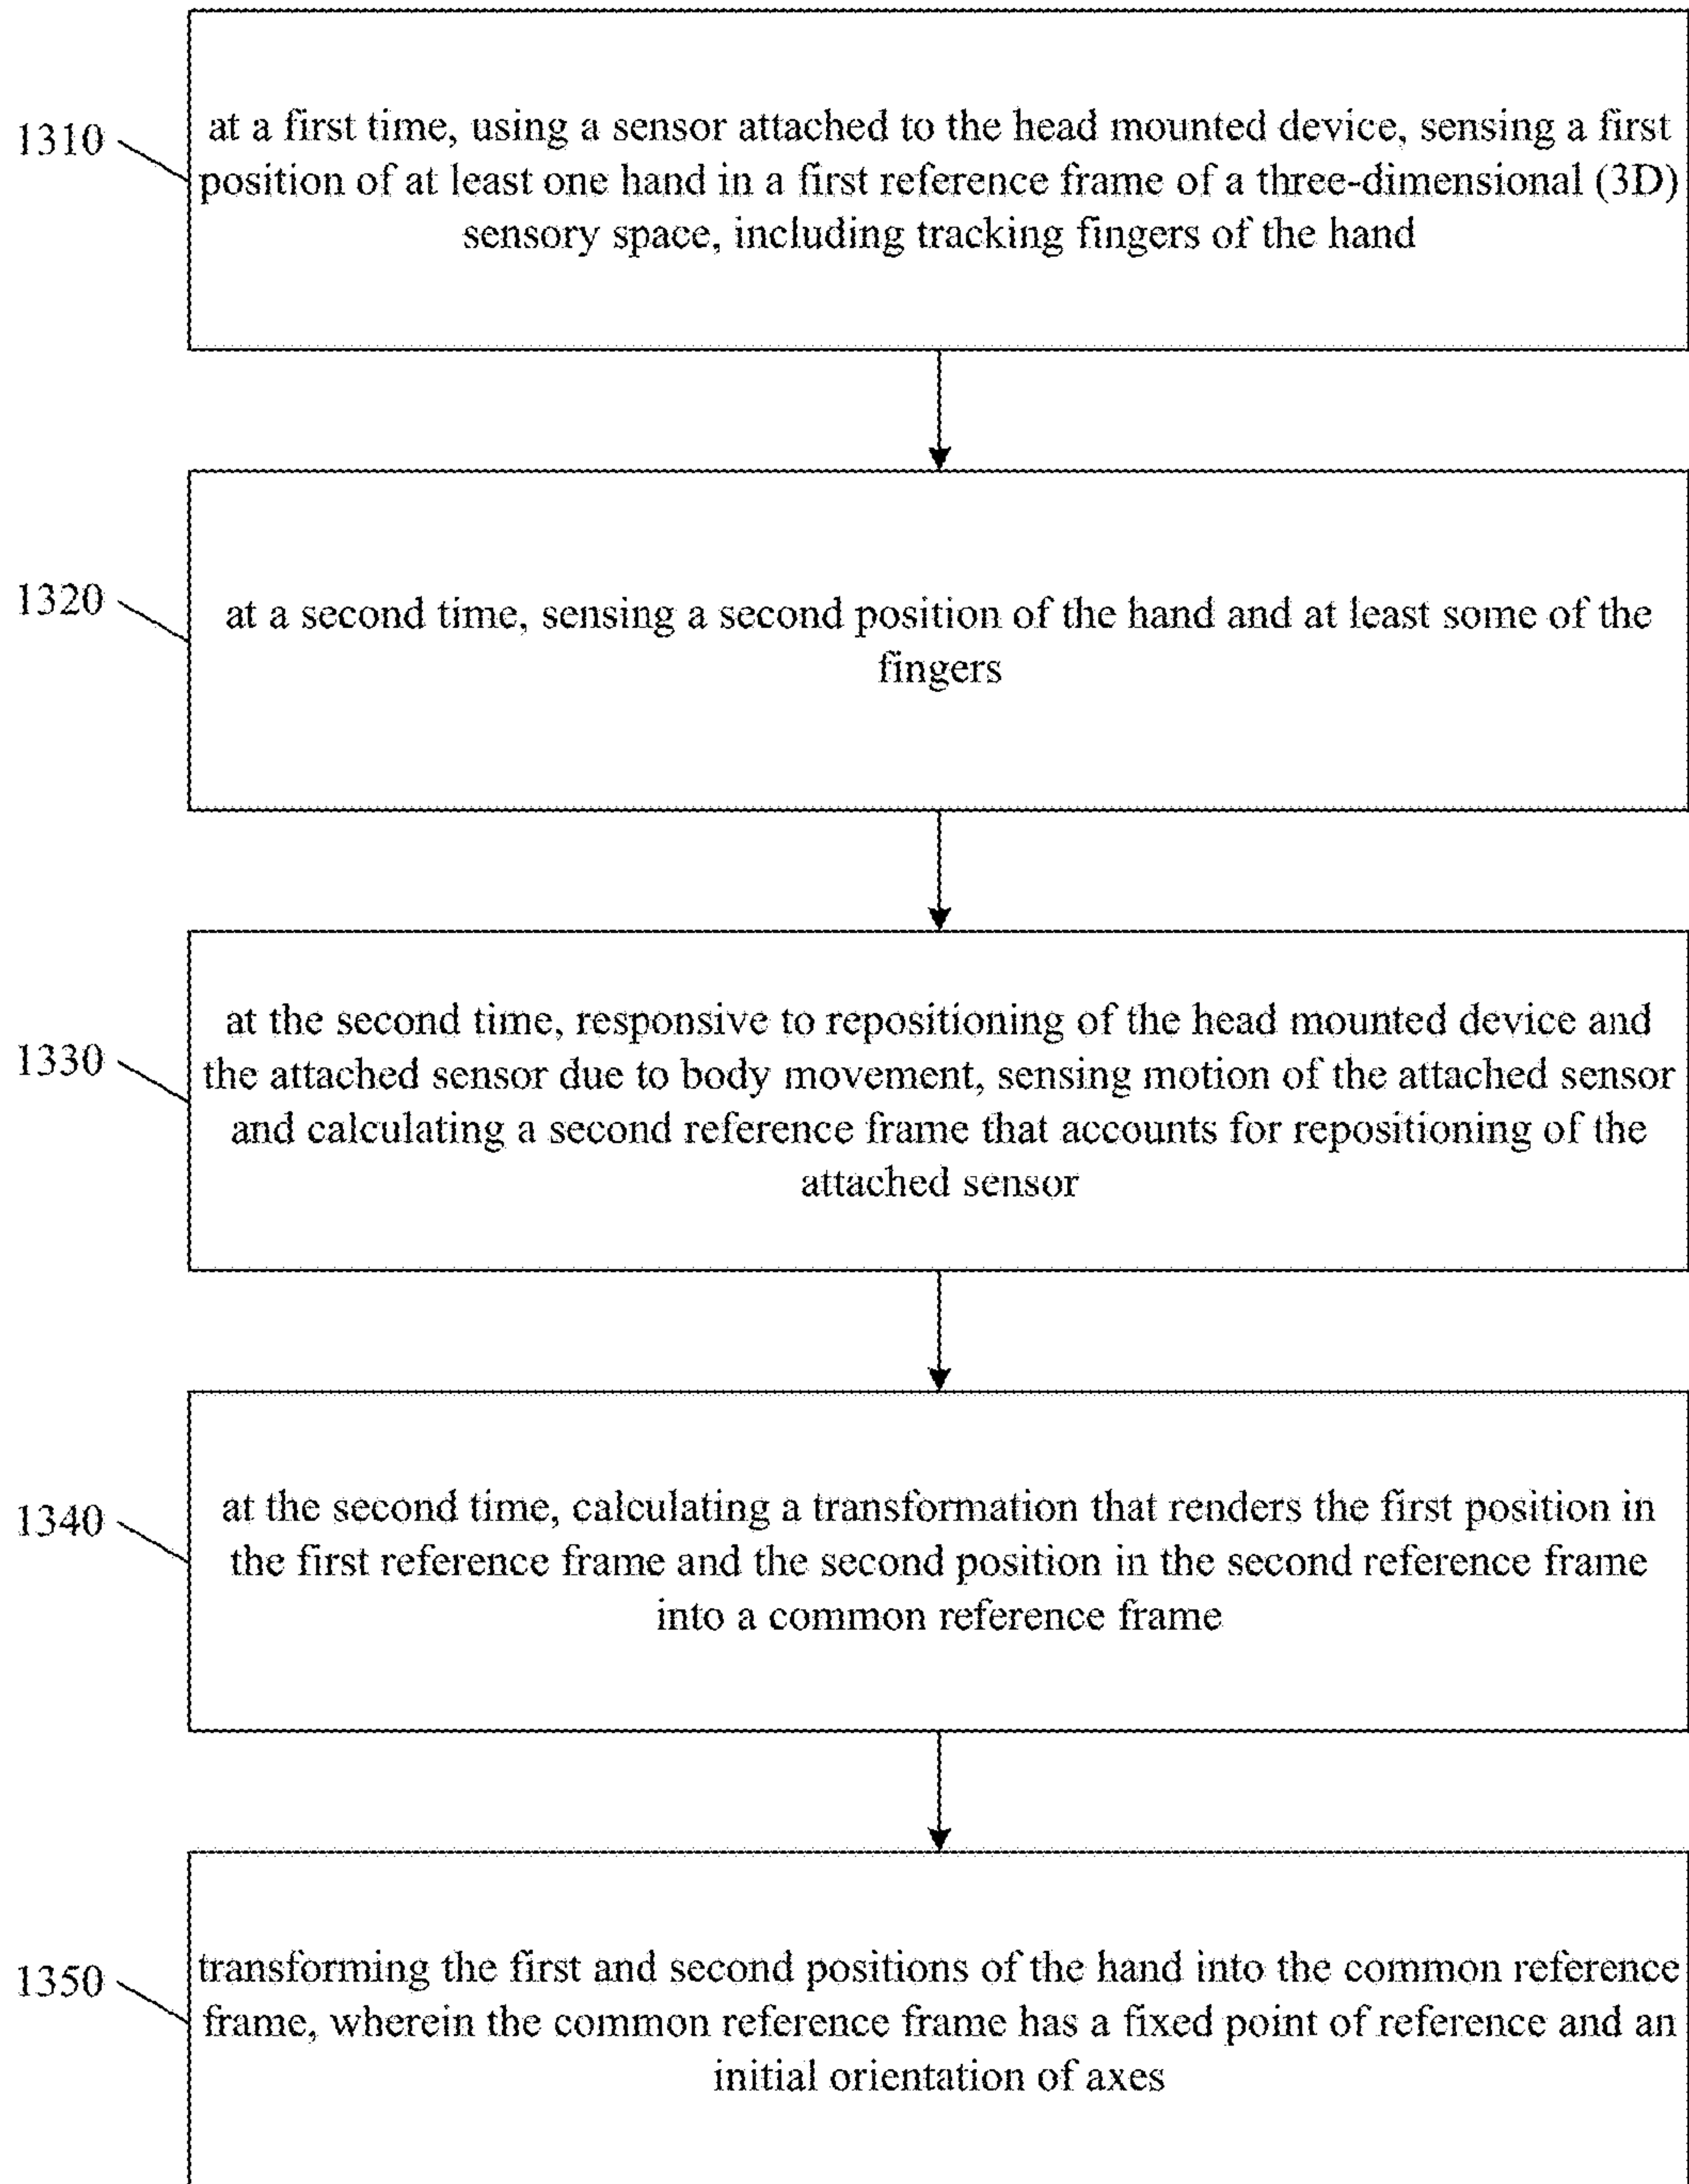 1310
at a first time, using a sensor attached to the head mounted device, sensing a first
position of at least one hand in a first reference frame of a three-dimensional (3D)
sensory space, including tracking fingers of the hand
1320
at a second time, sensing a second position of the hand and at least some of the
fingers
1330
at the second time, responsive to repositioning of the head mounted device and
the attached sensor due to body movement, sensing motion of the attached sensor
and calculating a second reference frame that accounts for repositioning of the
attached sensor
1340
at the second time, calculating a transformation that renders the first position in
the first reference frame and the second position in the second reference frame
into a common reference frame
1350
transforming the first and second positions of the hand into the common reference
frame, wherein the common reference frame has a fixed point of reference and an
initial orientation of axes